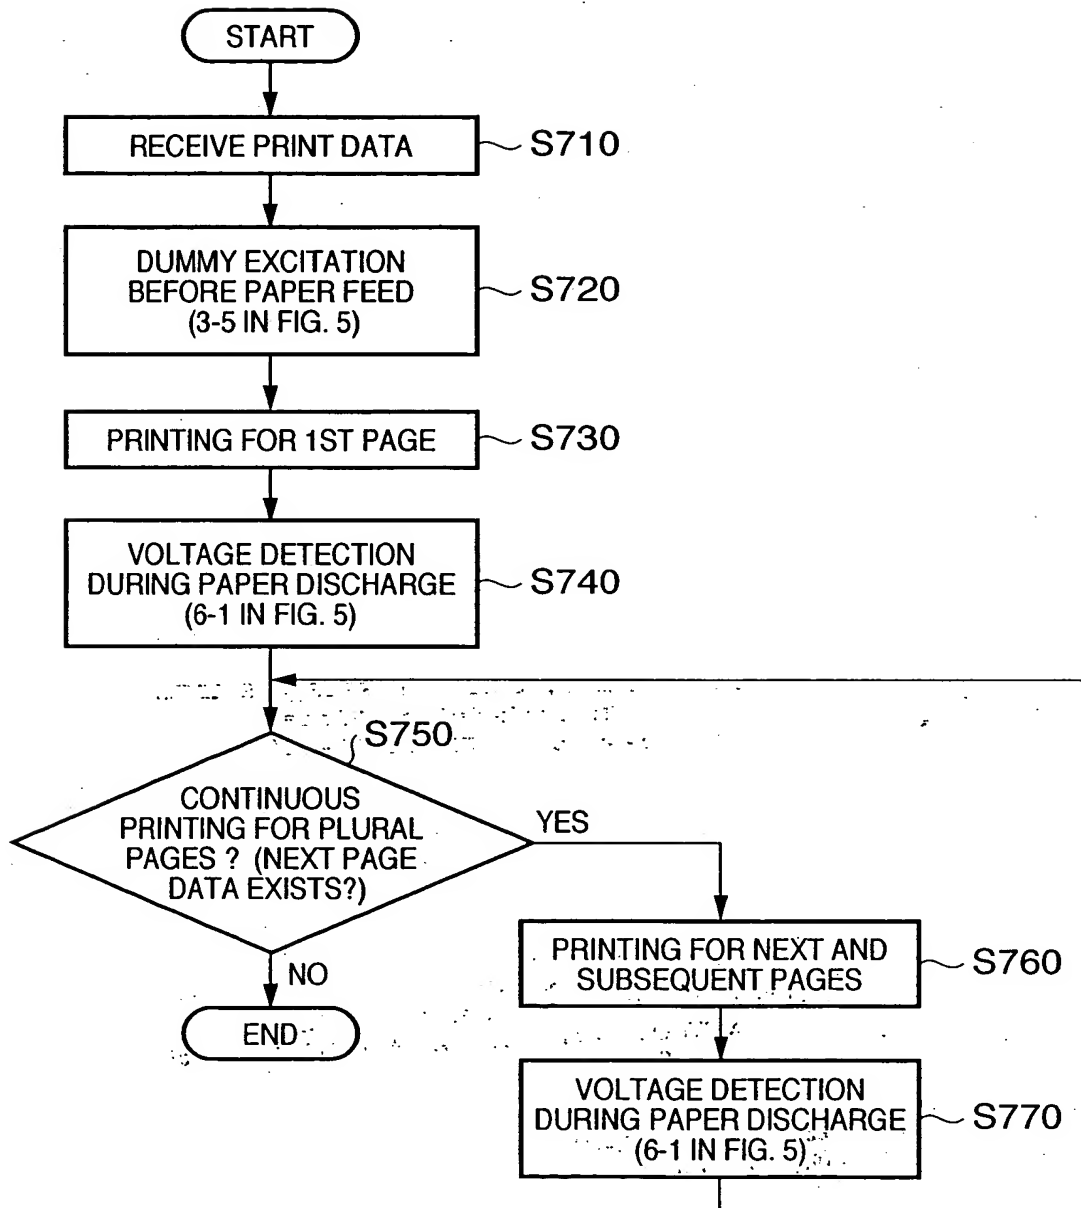 START
RECEIVE PRINT DATA
S710
DUMMY EXCITATION
BEFORE PAPER FEED
(3-5 IN FIG. 5)
S720
PRINTING FOR 1ST PAGE
S730
VOLTAGE DETECTION
DURING PAPER DISCHARGE
(6-1 IN FIG. 5)
S740
S750
CONTINUOUS
PRINTING FOR PLURAL
PAGES ? (NEXT PAGE
DATA EXISTS?)
YES
NO
END
PRINTING FOR NEXT AND
SUBSEQUENT PAGES
S760
VOLTAGE DETECTION
DURING PAPER DISCHARGE
(6-1 IN FIG. 5)
S770